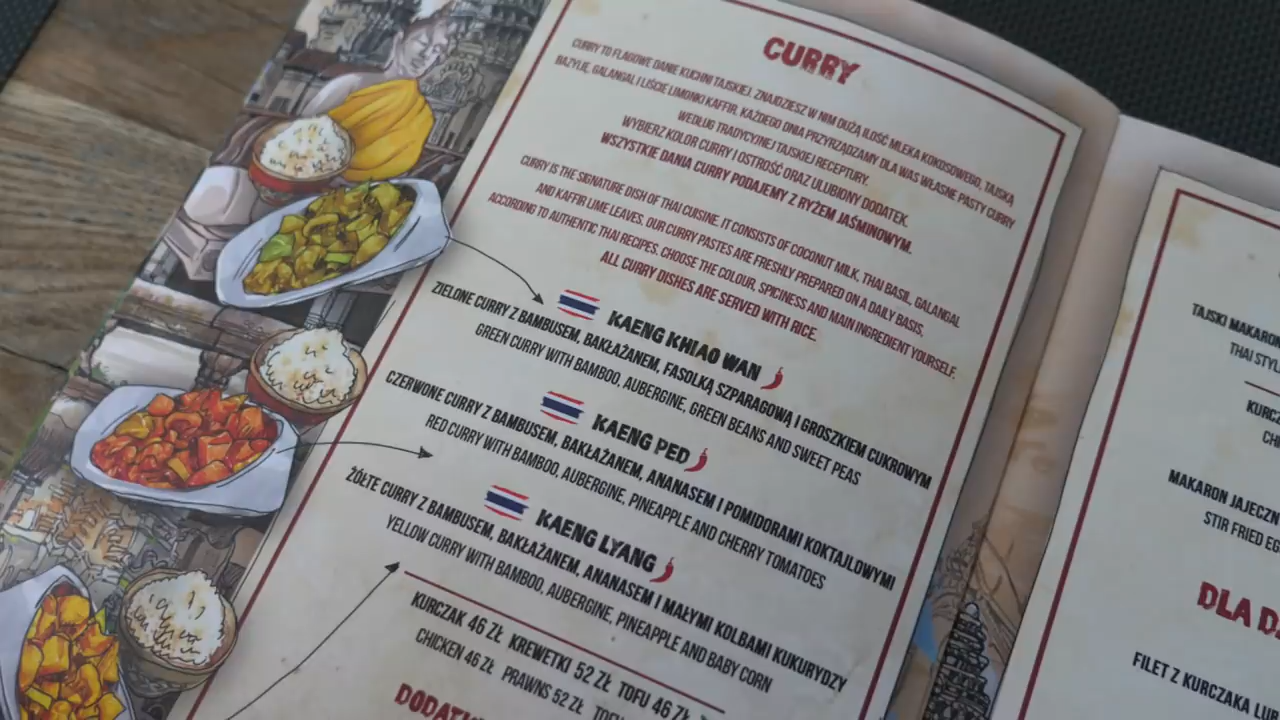 CURRY
CURRY TO FLAGOWE DANIE KUCHNI TAJSKIEJ. ZNAJDZIESZ W NIM DUŻĄ ILOŚĆ MLEKA KOKOSOWEGO, TAJSKĄ
BAZYLIĘ, GALANGAL I LIŚCIE LIMONKI KAFFIR. KAŻDEGO DNIA PRZYRZĄDZAMY DLA WAS WŁASNE PASTY CURRY
WEDŁUG TRADYCYJNEJ TAJSKIEJ RECEPTURY.
WYBIERZ KOLOR CURRY I OSTROŚĆ ORAZ ULUBIONY DODATEK.
WSZYSTKIE DANIA CURRY PODAJEMY Z RYŻEM JAŚMINOWYM.
CURRY IS THE SIGNATURE DISH OF THAI CUISINE. IT CONSISTS OF COCONUT MILK, THAI BASIL, GALANGAL
AND KAFFIR LIME LEAVES. OUR CURRY PASTES ARE FRESHLY PREPARED ON A DAILY BASIS,
ACCORDING TO AUTHENTIC THAI RECIPES. CHOOSE THE COLOUR, SPICINESS AND MAIN INGREDIENT YOURSELF.
ALL CURRY DISHES ARE SERVED WITH RICE.
KAENG KHIAO WAN
ZIELONE CURRY Z BAMBUSEM, BAKŁAŻANEM, FASOLKĄ SZPARAGOWĄ I GROSZKIEM CUKROWYM
GREEN CURRY WITH BAMBOO, AUBERGINE, GREEN BEANS AND SWEET PEAS
KAENG PED
CZERWONE CURRY Z BAMBUSEM, BAKŁAŻANEM, ANANASEM I POMIDORAMI KOKTAJLOWYMI
RED CURRY WITH BAMBOO, AUBERGINE, PINEAPPLE AND CHERRY TOMATOES
KAENG LYANG
ŻÓŁTE CURRY Z BAMBUSEM, BAKŁAŻANEM, ANANASEM I MAŁYMI KOLBAMI KUKURYDZY
YELLOW CURRY WITH BAMBOO, AUBERGINE, PINEAPPLE AND BABY CORN
KURCZAK 46 ZŁ KREWETKI 52 ZŁ TOFU 46 ZŁ
CHICKEN 46 ZŁ PRAWNS 52 ZŁ
TAJSKI MAKARON
THAI
MAKARON
STIR FRIED
DLA
FILET Z KURCZAKA LUB